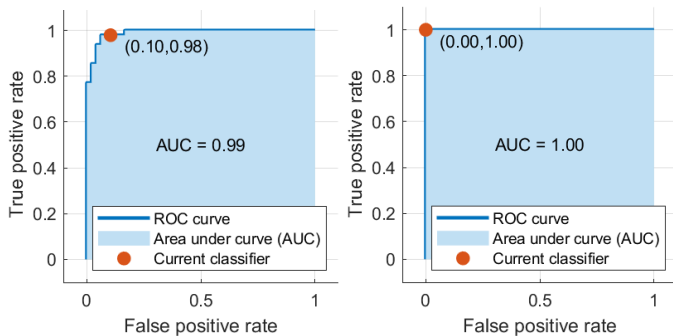 1
0.8
0.6
0.4
0.2
0
True positive rate
(0.10,0.98)
AUC = 0.99
ROC curve
Area under curve (AUC)
Current classifier
0
0.5
1
False positive rate
1
0.8
0.6
0.4
0.2
0
True positive rate
(0.00,1.00)
AUC = 1.00
ROC curve
Area under curve (AUC)
Current classifier
0
0.5
1
False positive rate